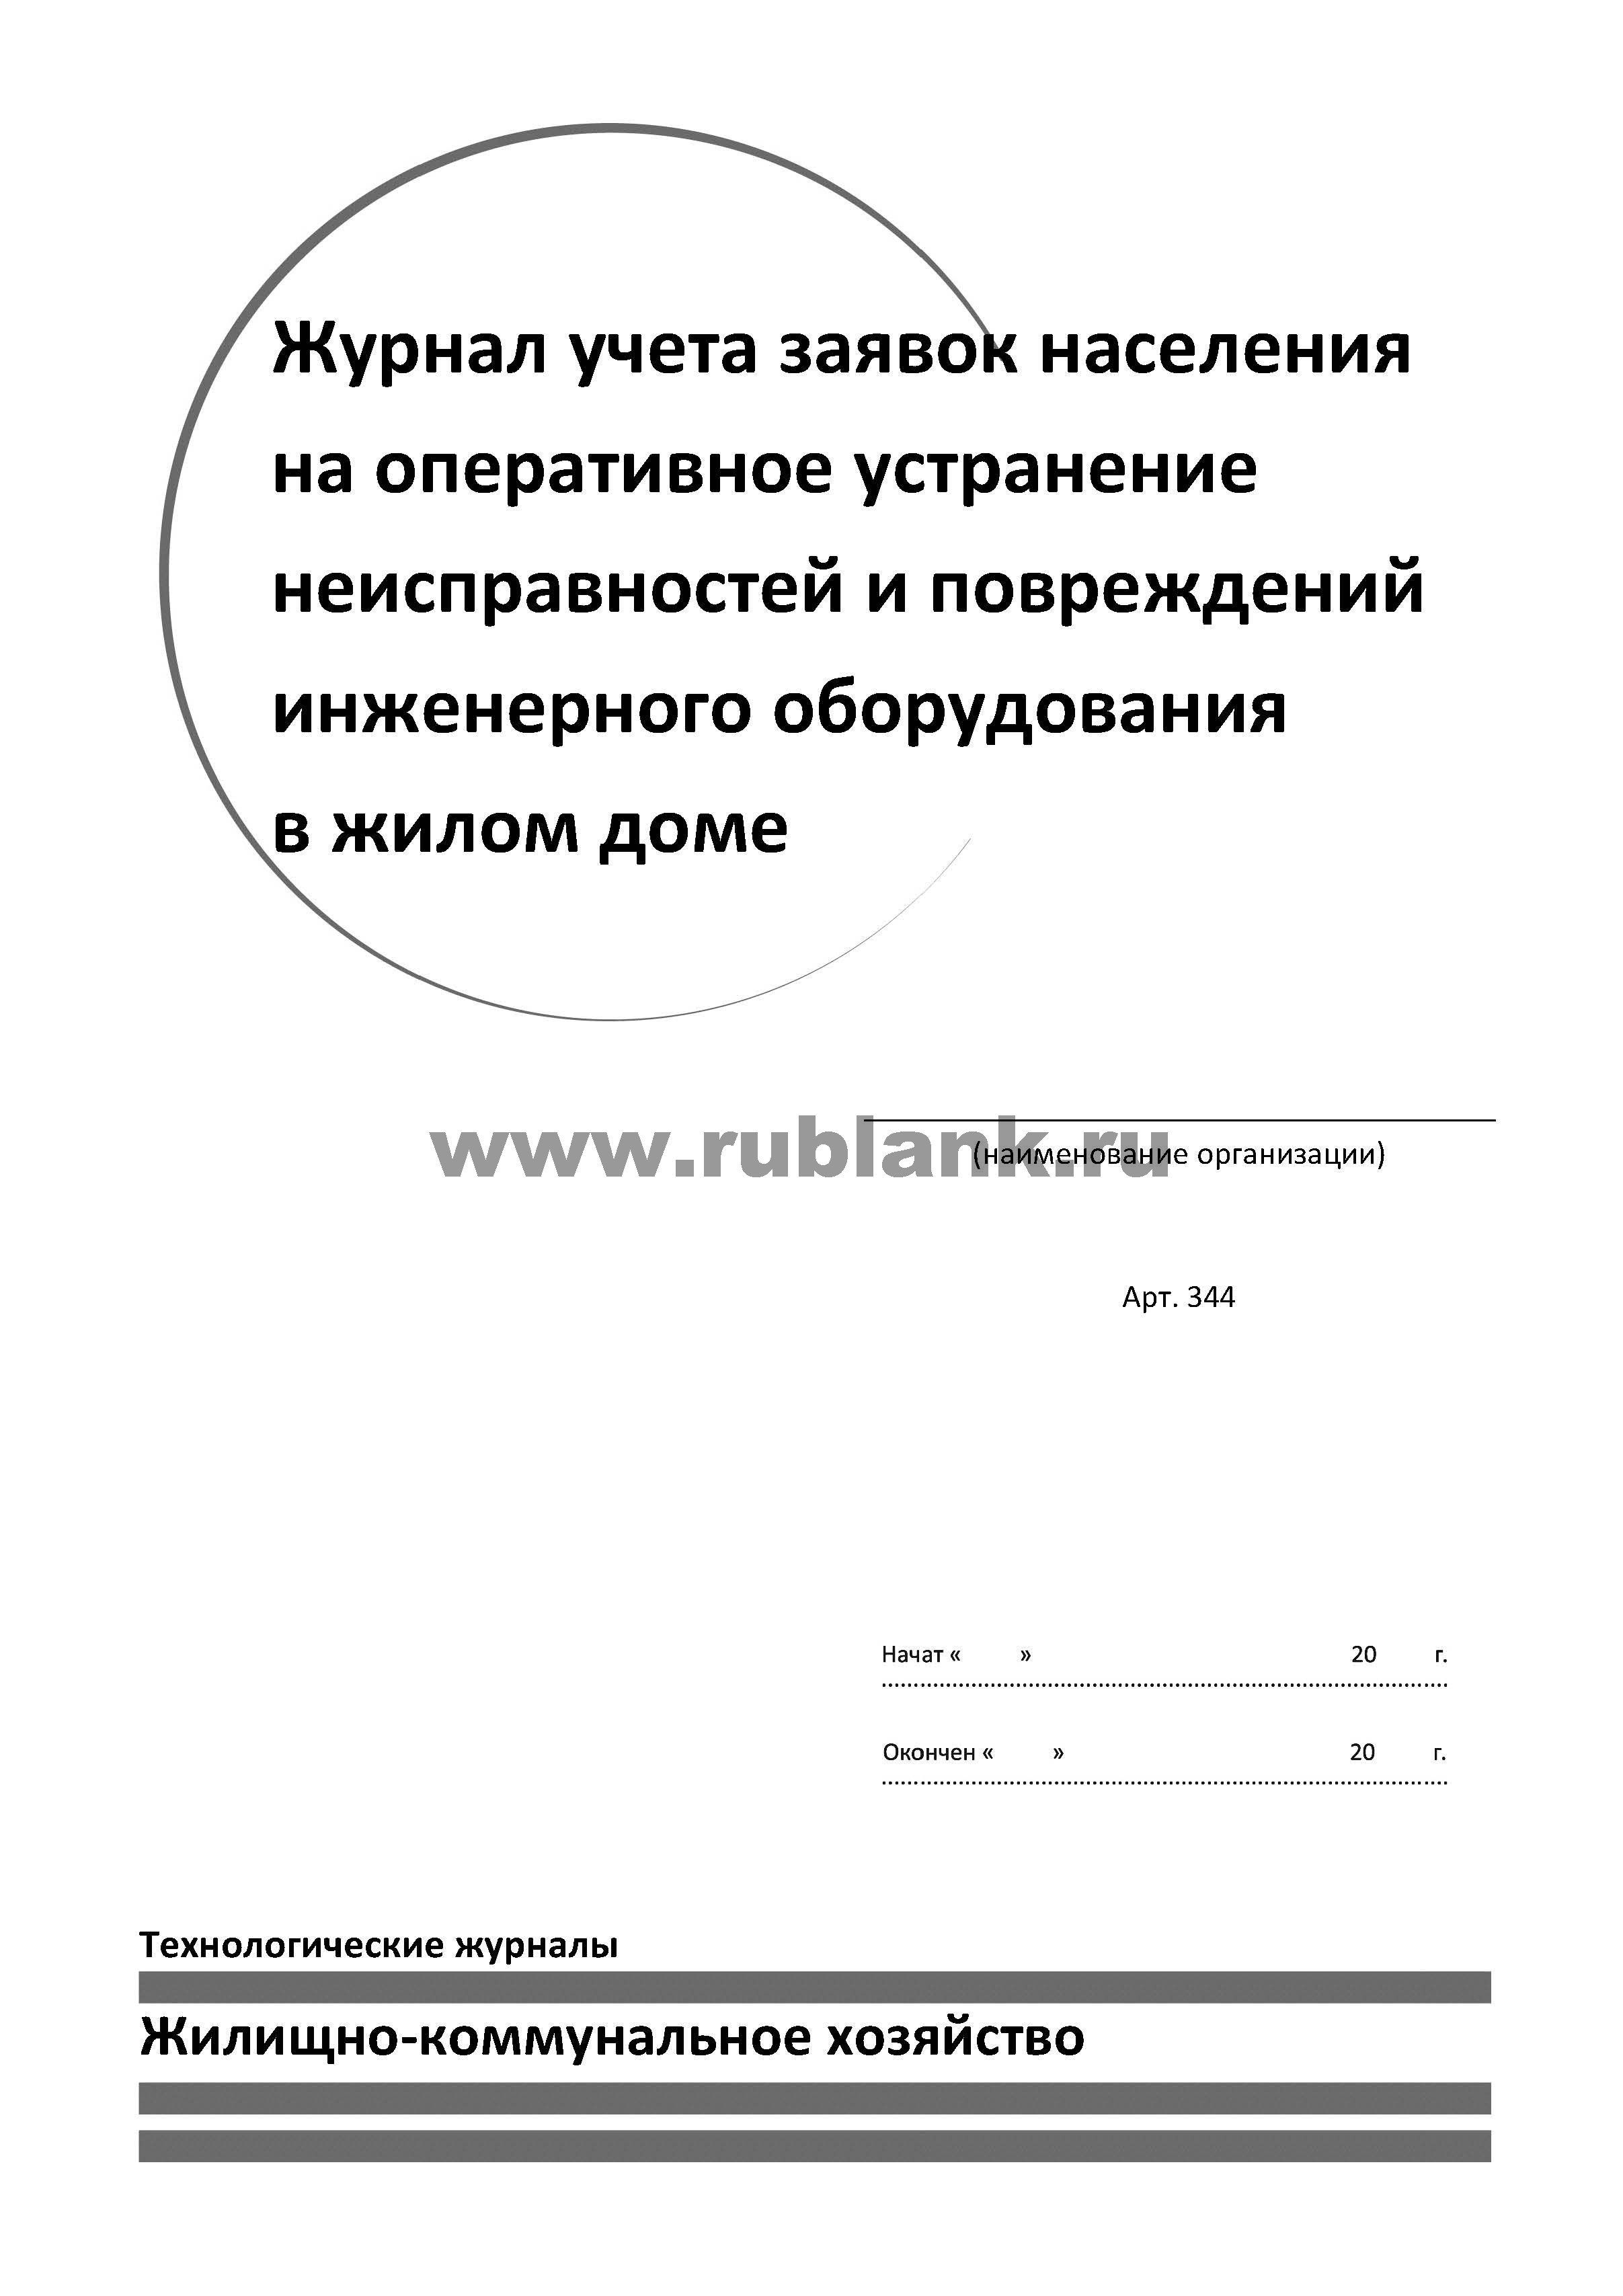 Журнал учета заявок населения
на оперативное устранение
неисправностей и повреждений
инженерного оборудования
в жилом доме
www.rublank.ru
(наименование организации)
Арт. 344
Начат « » 20 г.
Окончен « » 20 г.
Технологические журналы
Жилищно-коммунальное хозяйство